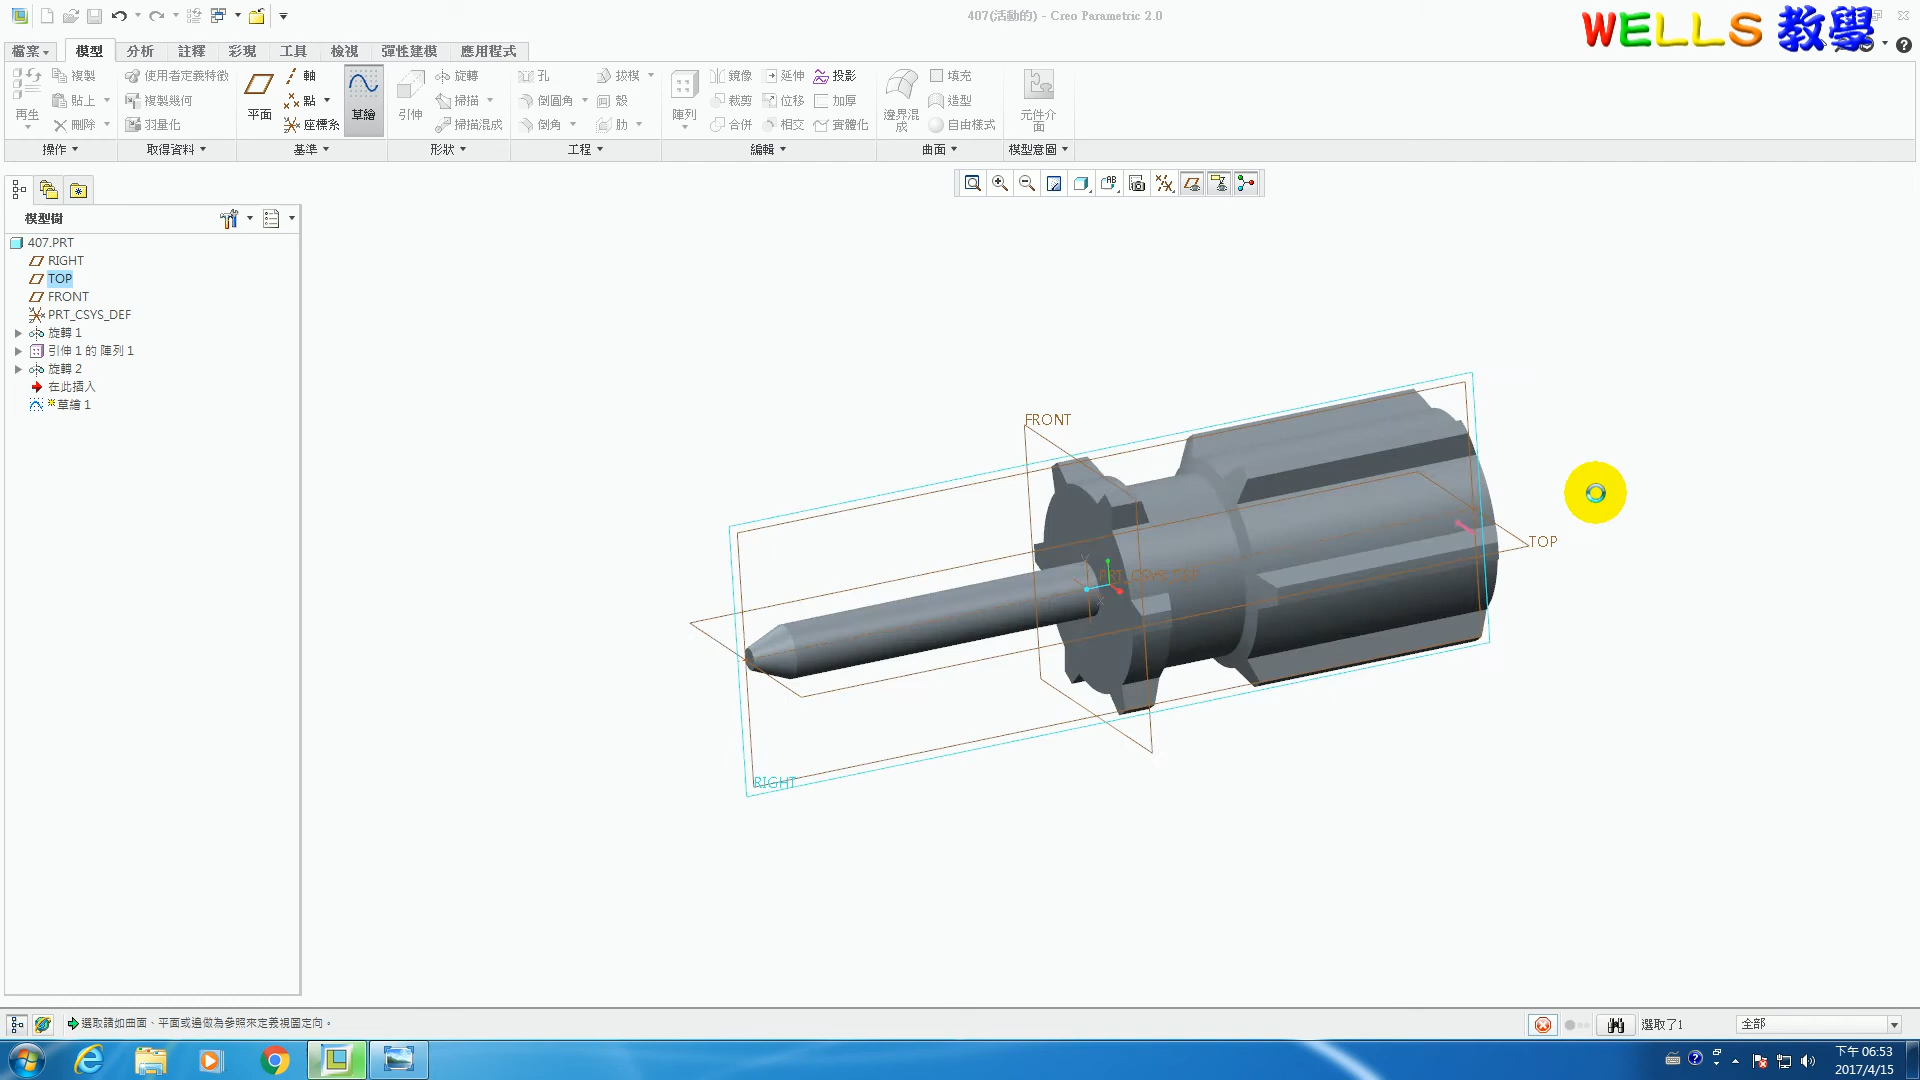 407(活動的) - Creo Parametric 2.0
WELLS 教學
檔案 模型 分析 註釋 彩現 工具 檢視 彈性建模 應用程式
複製 使用者定義特徵 軸 旋轉 孔 拔模 鏡像 延伸 投影 填充
貼上 複製幾何 點 掃描 倒圓角 殼 裁剪 位移 加厚 造型
再生 平面 草繪 引伸 陣列 邊界混成 元件介面
刪除 羽量化 座標系 掃描混成 倒角 肋 合併 相交 實體化 自由樣式
操作 取得資料 基準 形狀 工程 編輯 曲面 模型意圖
模型樹
407.PRT
RIGHT
TOP
FRONT
PRT_CSYS_DEF
旋轉 1
引伸 1 的 陣列 1
旋轉 2
在此插入
草繪 1
FRONT
TOP
PRT_CSYS_DEF
RIGHT
選取諸如曲面、平面或邊做為參照來定義視圖定向。
選取了1
全部
下午 06:53
2017/4/15